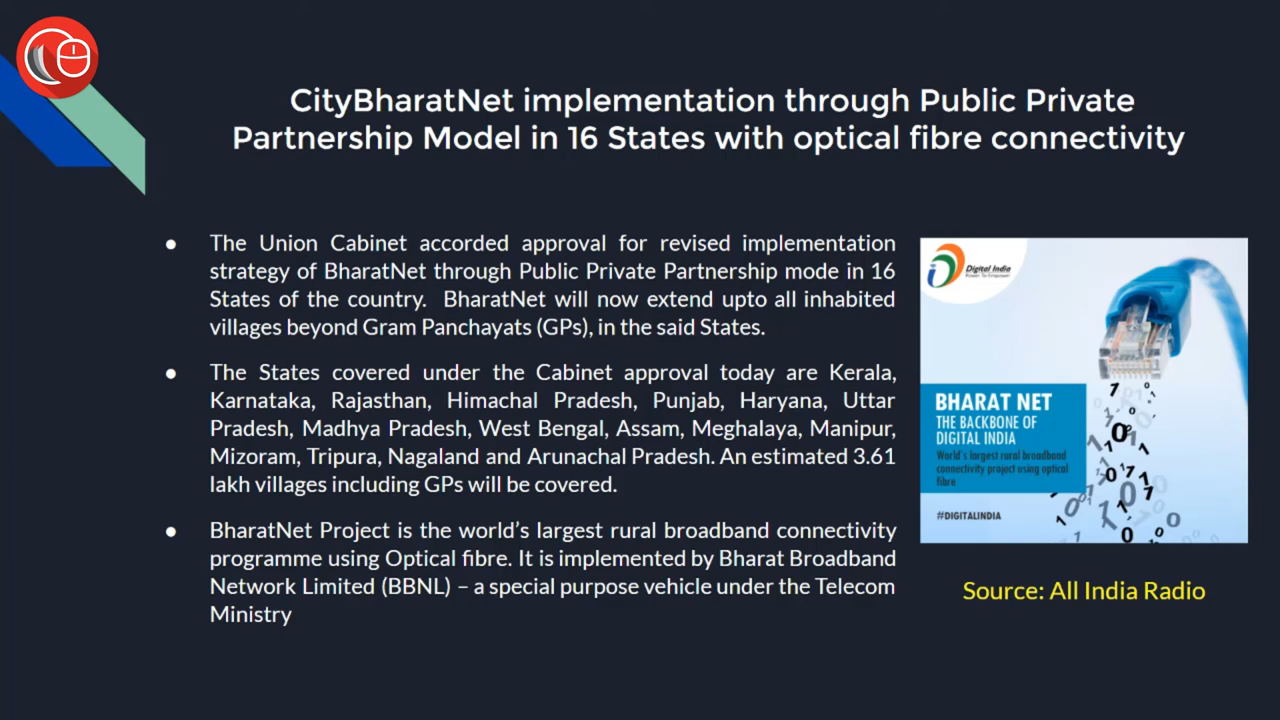 CityBharatNet implementation through Public Private
Partnership Model in 16 States with optical fibre connectivity
● The Union Cabinet accorded approval for revised implementation
strategy of BharatNet through Public Private Partnership mode in 16
States of the country. BharatNet will now extend upto all inhabited
villages beyond Gram Panchayats (GPs), in the said States.
● The States covered under the Cabinet approval today are Kerala,
Karnataka, Rajasthan, Himachal Pradesh, Punjab, Haryana, Uttar
Pradesh, Madhya Pradesh, West Bengal, Assam, Meghalaya, Manipur,
Mizoram, Tripura, Nagaland and Arunachal Pradesh. An estimated 3.61
lakh villages including GPs will be covered.
● BharatNet Project is the world's largest rural broadband connectivity
programme using Optical fibre. It is implemented by Bharat Broadband
Network Limited (BBNL) – a special purpose vehicle under the Telecom
Ministry
Digital India
Power To Empower
BHARAT NET
THE BACKBONE OF
DIGITAL INDIA
World's largest rural broadband
connectivity project using optical
fibre
#DIGITALINDIA
Source: All India Radio